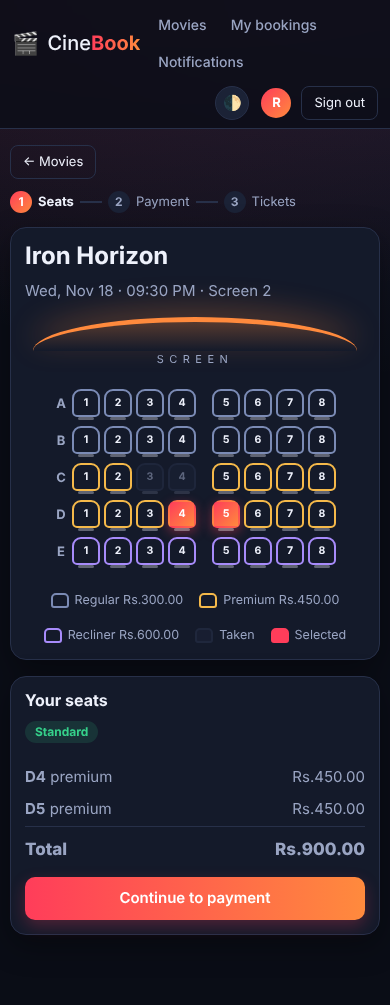 CineBook
Movies My bookings
Notifications
R Sign out
← Movies
1 Seats 2 Payment 3 Tickets
Iron Horizon
Wed, Nov 18 · 09:30 PM · Screen 2
SCREEN
A 1 2 3 4 5 6 7 8
B 1 2 3 4 5 6 7 8
C 1 2 3 4 5 6 7 8
D 1 2 3 4 5 6 7 8
E 1 2 3 4 5 6 7 8
Regular Rs.300.00 Premium Rs.450.00
Recliner Rs.600.00 Taken Selected
Your seats
Standard
D4 premium Rs.450.00
D5 premium Rs.450.00
Total Rs.900.00
Continue to payment